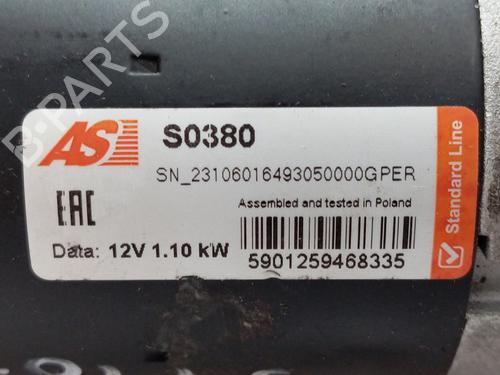 B-PARTS
AS
S0380
SN_23106016493050000GPER
Assembled and tested in Poland
EAC
Data: 12V 1.10 kW
5901259468335
Standard Line